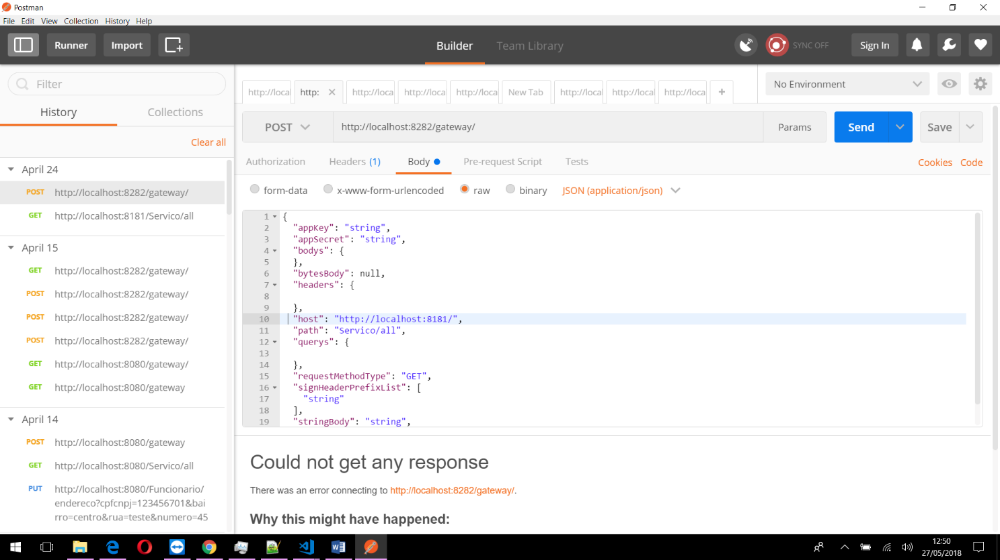 Postman
File Edit View Collection History Help
Runner Import Builder Team Library SYNC OFF Sign In
Filter
History Collections
Clear all
April 24
POST http://localhost:8282/gateway/
GET http://localhost:8181/Servico/all
April 15
GET http://localhost:8282/gateway/
POST http://localhost:8282/gateway/
POST http://localhost:8282/gateway/
POST http://localhost:8282/gateway/
GET http://localhost:8080/gateway/
GET http://localhost:8080/gateway
April 14
POST http://localhost:8080/gateway
GET http://localhost:8080/Servico/all
PUT http://localhost:8080/Funcionario/
endereco?cpfcnpj=123456701&bai
rro=centro&rua=teste&numero=45
http://local http: http://loca http://loca http://local New Tab http://local http://local http://loca +
No Environment
POST http://localhost:8282/gateway/ Params Send Save
Authorization Headers (1) Body Pre-request Script Tests Cookies Code
form-data x-www-form-urlencoded raw binary JSON (application/json)
1 {
2 "appKey": "string",
3 "appSecret": "string",
4 "bodys": {
5 },
6 "bytesBody": null,
7 "headers": {
8
9 },
10 "host": "http://localhost:8181/",
11 "path": "Servico/all",
12 "querys": {
13
14 },
15 "requestMethodType": "GET",
16 "signHeaderPrefixList": [
17 "string"
18 ],
19 "stringBody": "string",
Could not get any response
There was an error connecting to http://localhost:8282/gateway/.
Why this might have happened:
12:50
27/05/2018